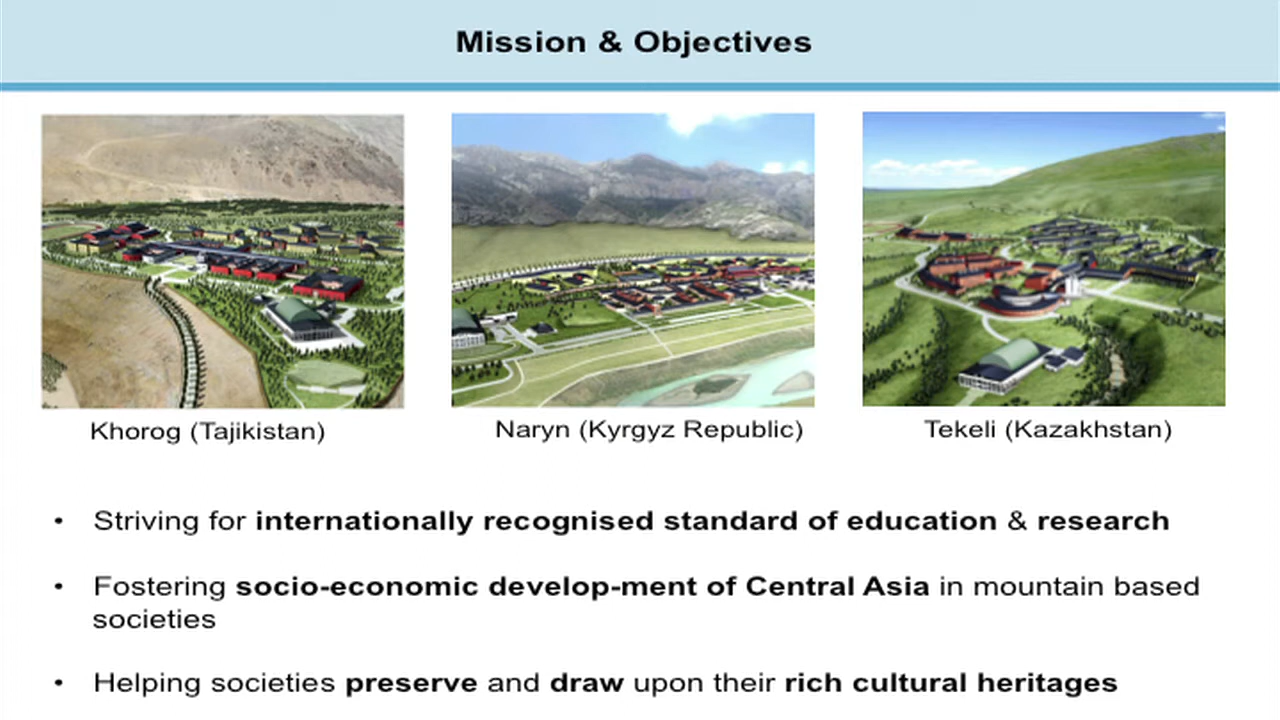 Mission & Objectives
Khorog (Tajikistan)
Naryn (Kyrgyz Republic)
Tekeli (Kazakhstan)
• Striving for internationally recognised standard of education & research
• Fostering socio-economic develop-ment of Central Asia in mountain based
societies
• Helping societies preserve and draw upon their rich cultural heritages